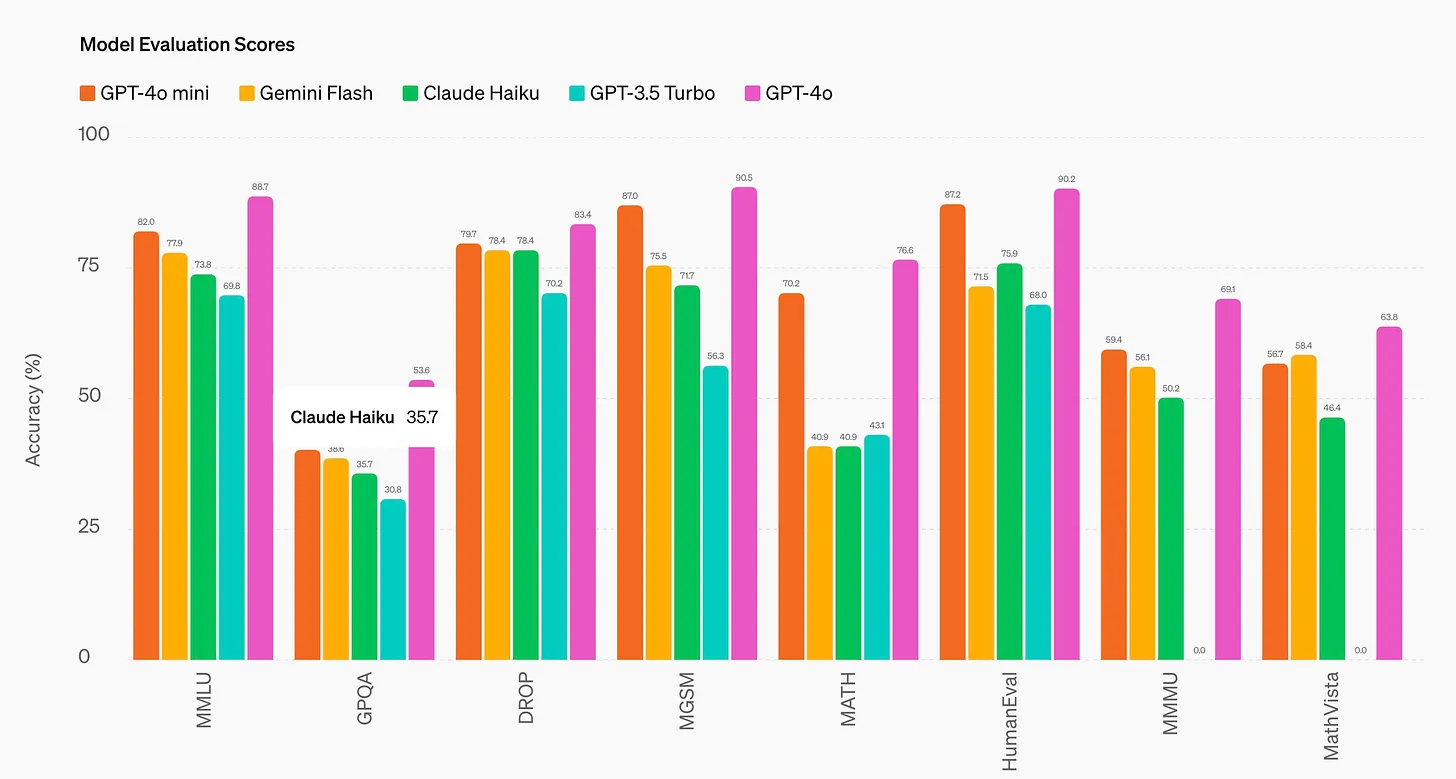 Model Evaluation Scores
GPT-4o mini Gemini Flash Claude Haiku GPT-3.5 Turbo GPT-4o
100
75
50
25
0
Accuracy (%)
82.0 77.9 73.8 69.8 88.7
38.6 35.7 30.8 53.6
Claude Haiku 35.7
79.7 78.4 78.4 70.2 83.4
87.0 75.5 71.7 56.3 90.5
70.2 40.9 40.9 43.1 76.6
87.2 71.5 75.9 68.0 90.2
59.4 56.1 50.2 0.0 69.1
56.7 58.4 46.4 0.0 63.8
MMLU
GPQA
DROP
MGSM
MATH
HumanEval
MMMU
MathVista